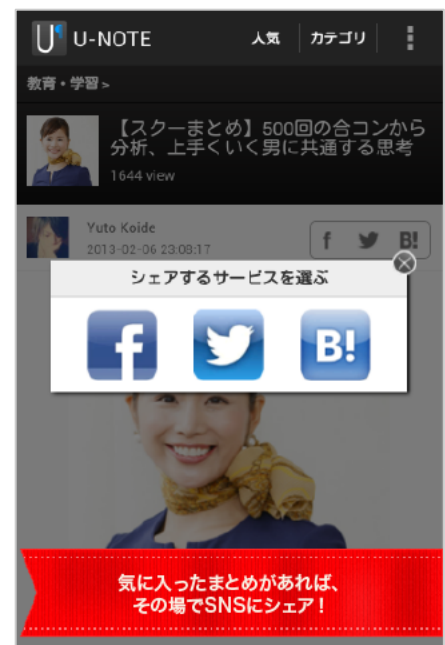 U-NOTE 人気 カテゴリ
教育・学習 >
【スクーまとめ】500回の合コンから
分析、上手くいく男に共通する思考
1644 view
Yuto Koide
2013-02-06 23:08:17
f B!
シェアするサービスを選ぶ
f B!
気に入ったまとめがあれば、
その場でSNSにシェア!